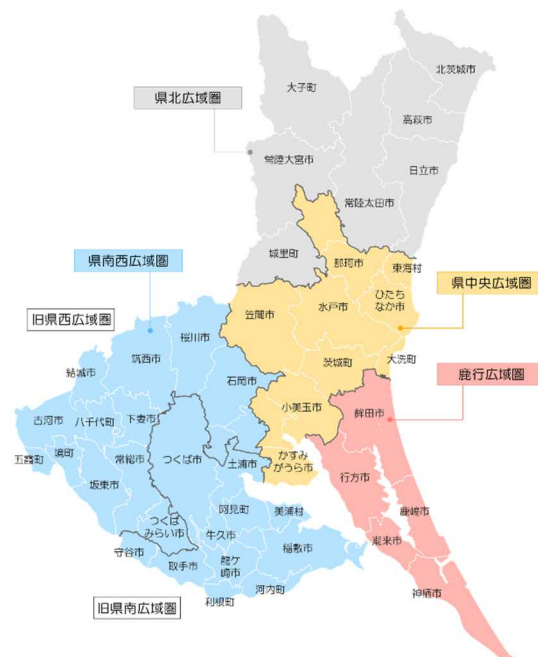 北茨城市
大子町
県北広域圏
高萩市
常陸大宮市
日立市
常陸太田市
城里町
県南西広域圏
那珂市
東海村
県中央広域圏
水戸市
ひたち
なか市
笠間市
旧県西広域圏
桜川市
筑西市
茨城町
大洗町
鹿行広域圏
結城市
石岡市
小美玉市
鉾田市
古河市
八千代町
下妻市
五霞町
境町
常総市
つくば市
土浦市
かすみ
がうら市
行方市
坂東市
阿見町
美浦村
鹿嶋市
つくば
みらい市
牛久市
稲敷市
潮来市
守谷市
取手市
龍ケ
崎市
河内町
神栖市
利根町
旧県南広域圏